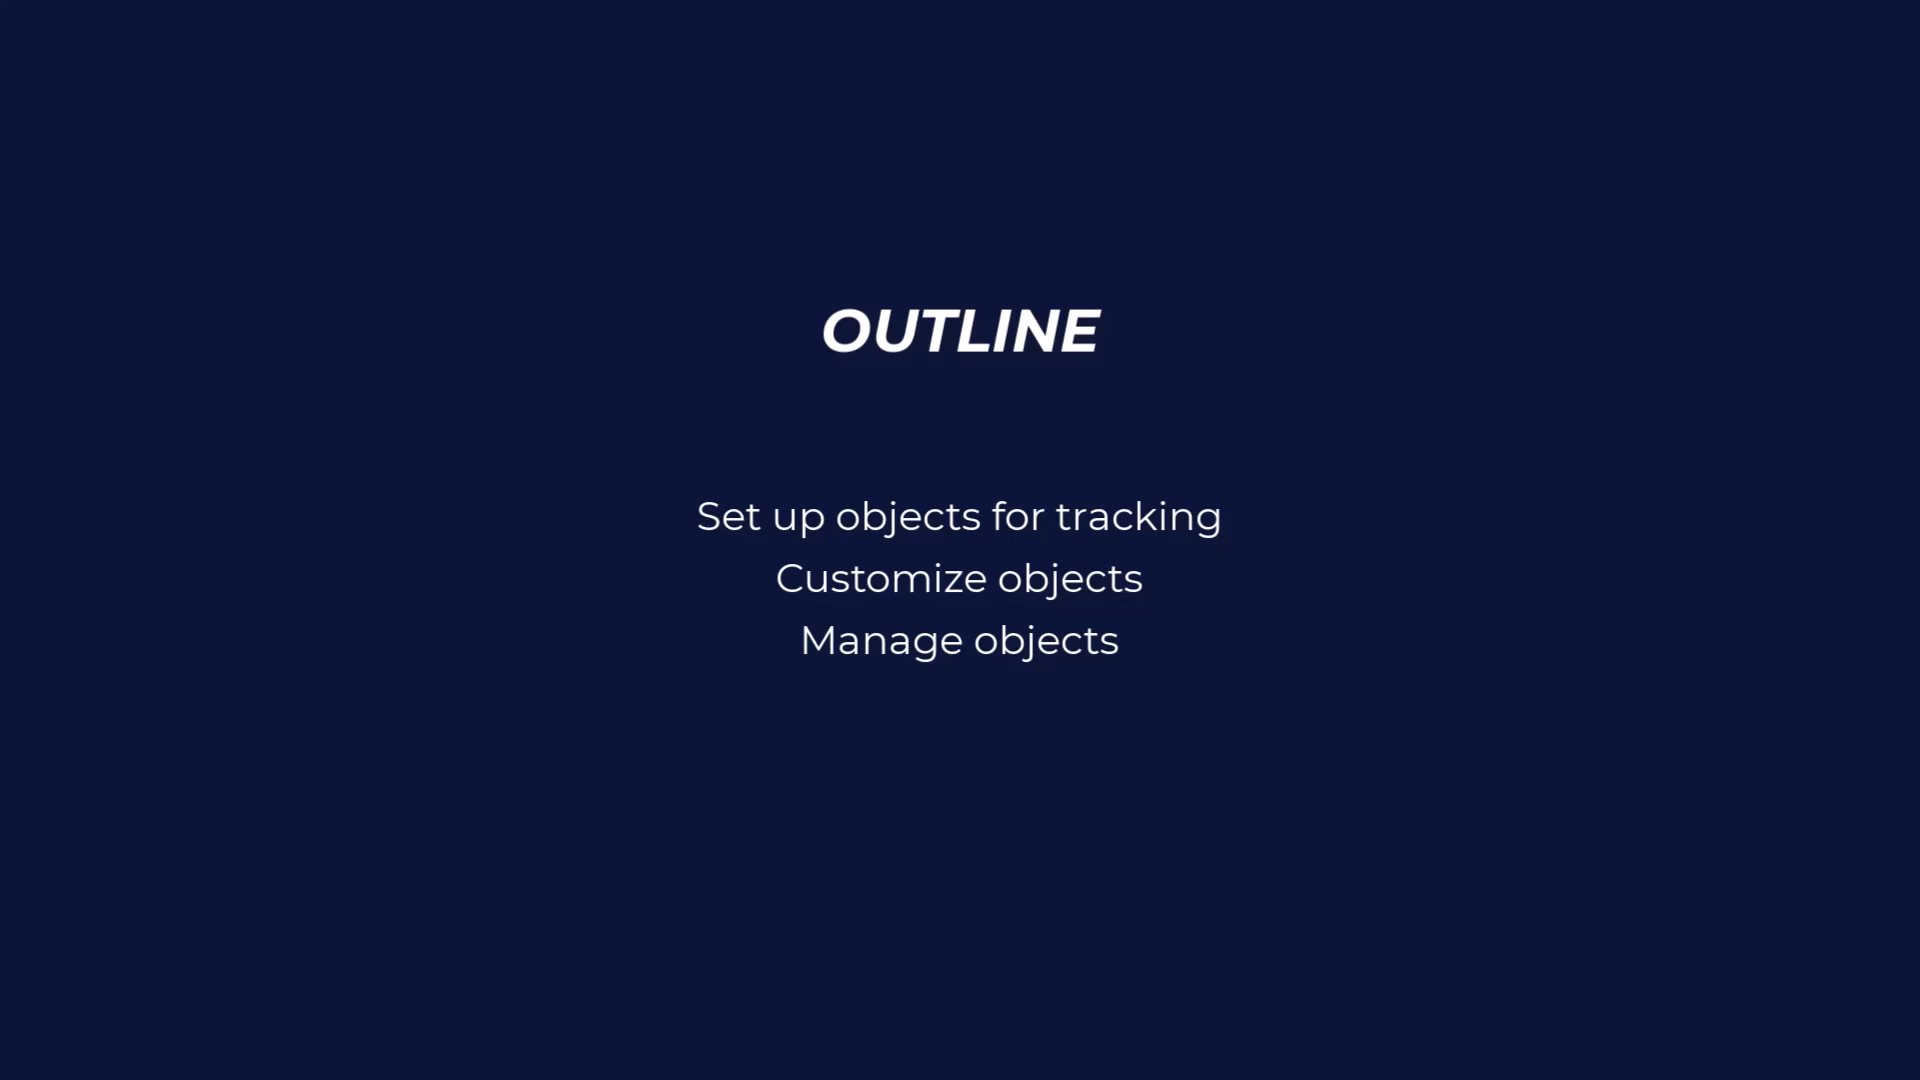 OUTLINE
Set up objects for tracking
Customize objects
Manage objects